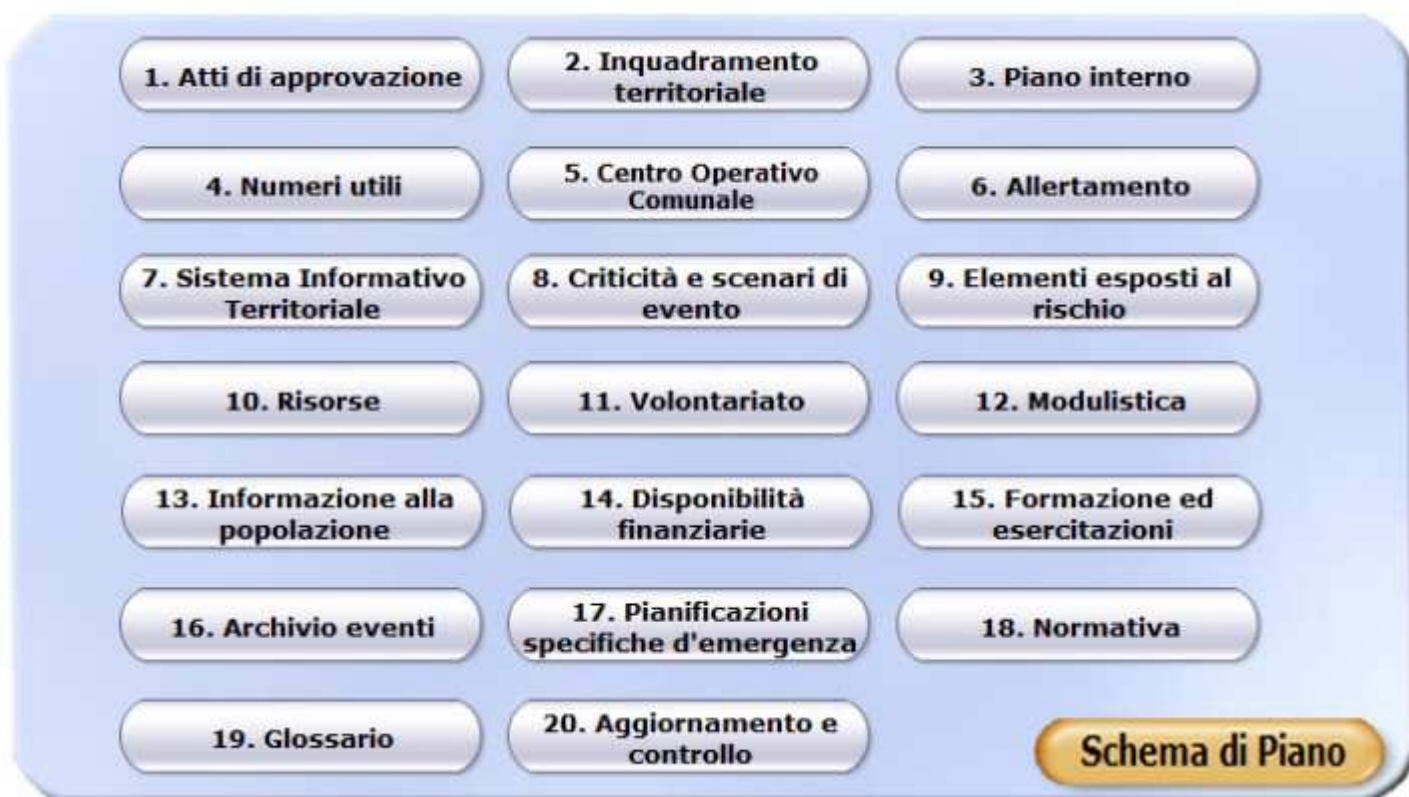 1. Atti di approvazione
2. Inquadramento
territoriale
3. Piano interno
4. Numeri utili
5. Centro Operativo
Comunale
6. Allertamento
7. Sistema Informativo
Territoriale
8. Criticità e scenari di
evento
9. Elementi esposti al
rischio
10. Risorse
11. Volontariato
12. Modulistica
13. Informazione alla
popolazione
14. Disponibilità
finanziarie
15. Formazione ed
esercitazioni
16. Archivio eventi
17. Pianificazioni
specifiche d'emergenza
18. Normativa
19. Glossario
20. Aggiornamento e
controllo
Schema di Piano